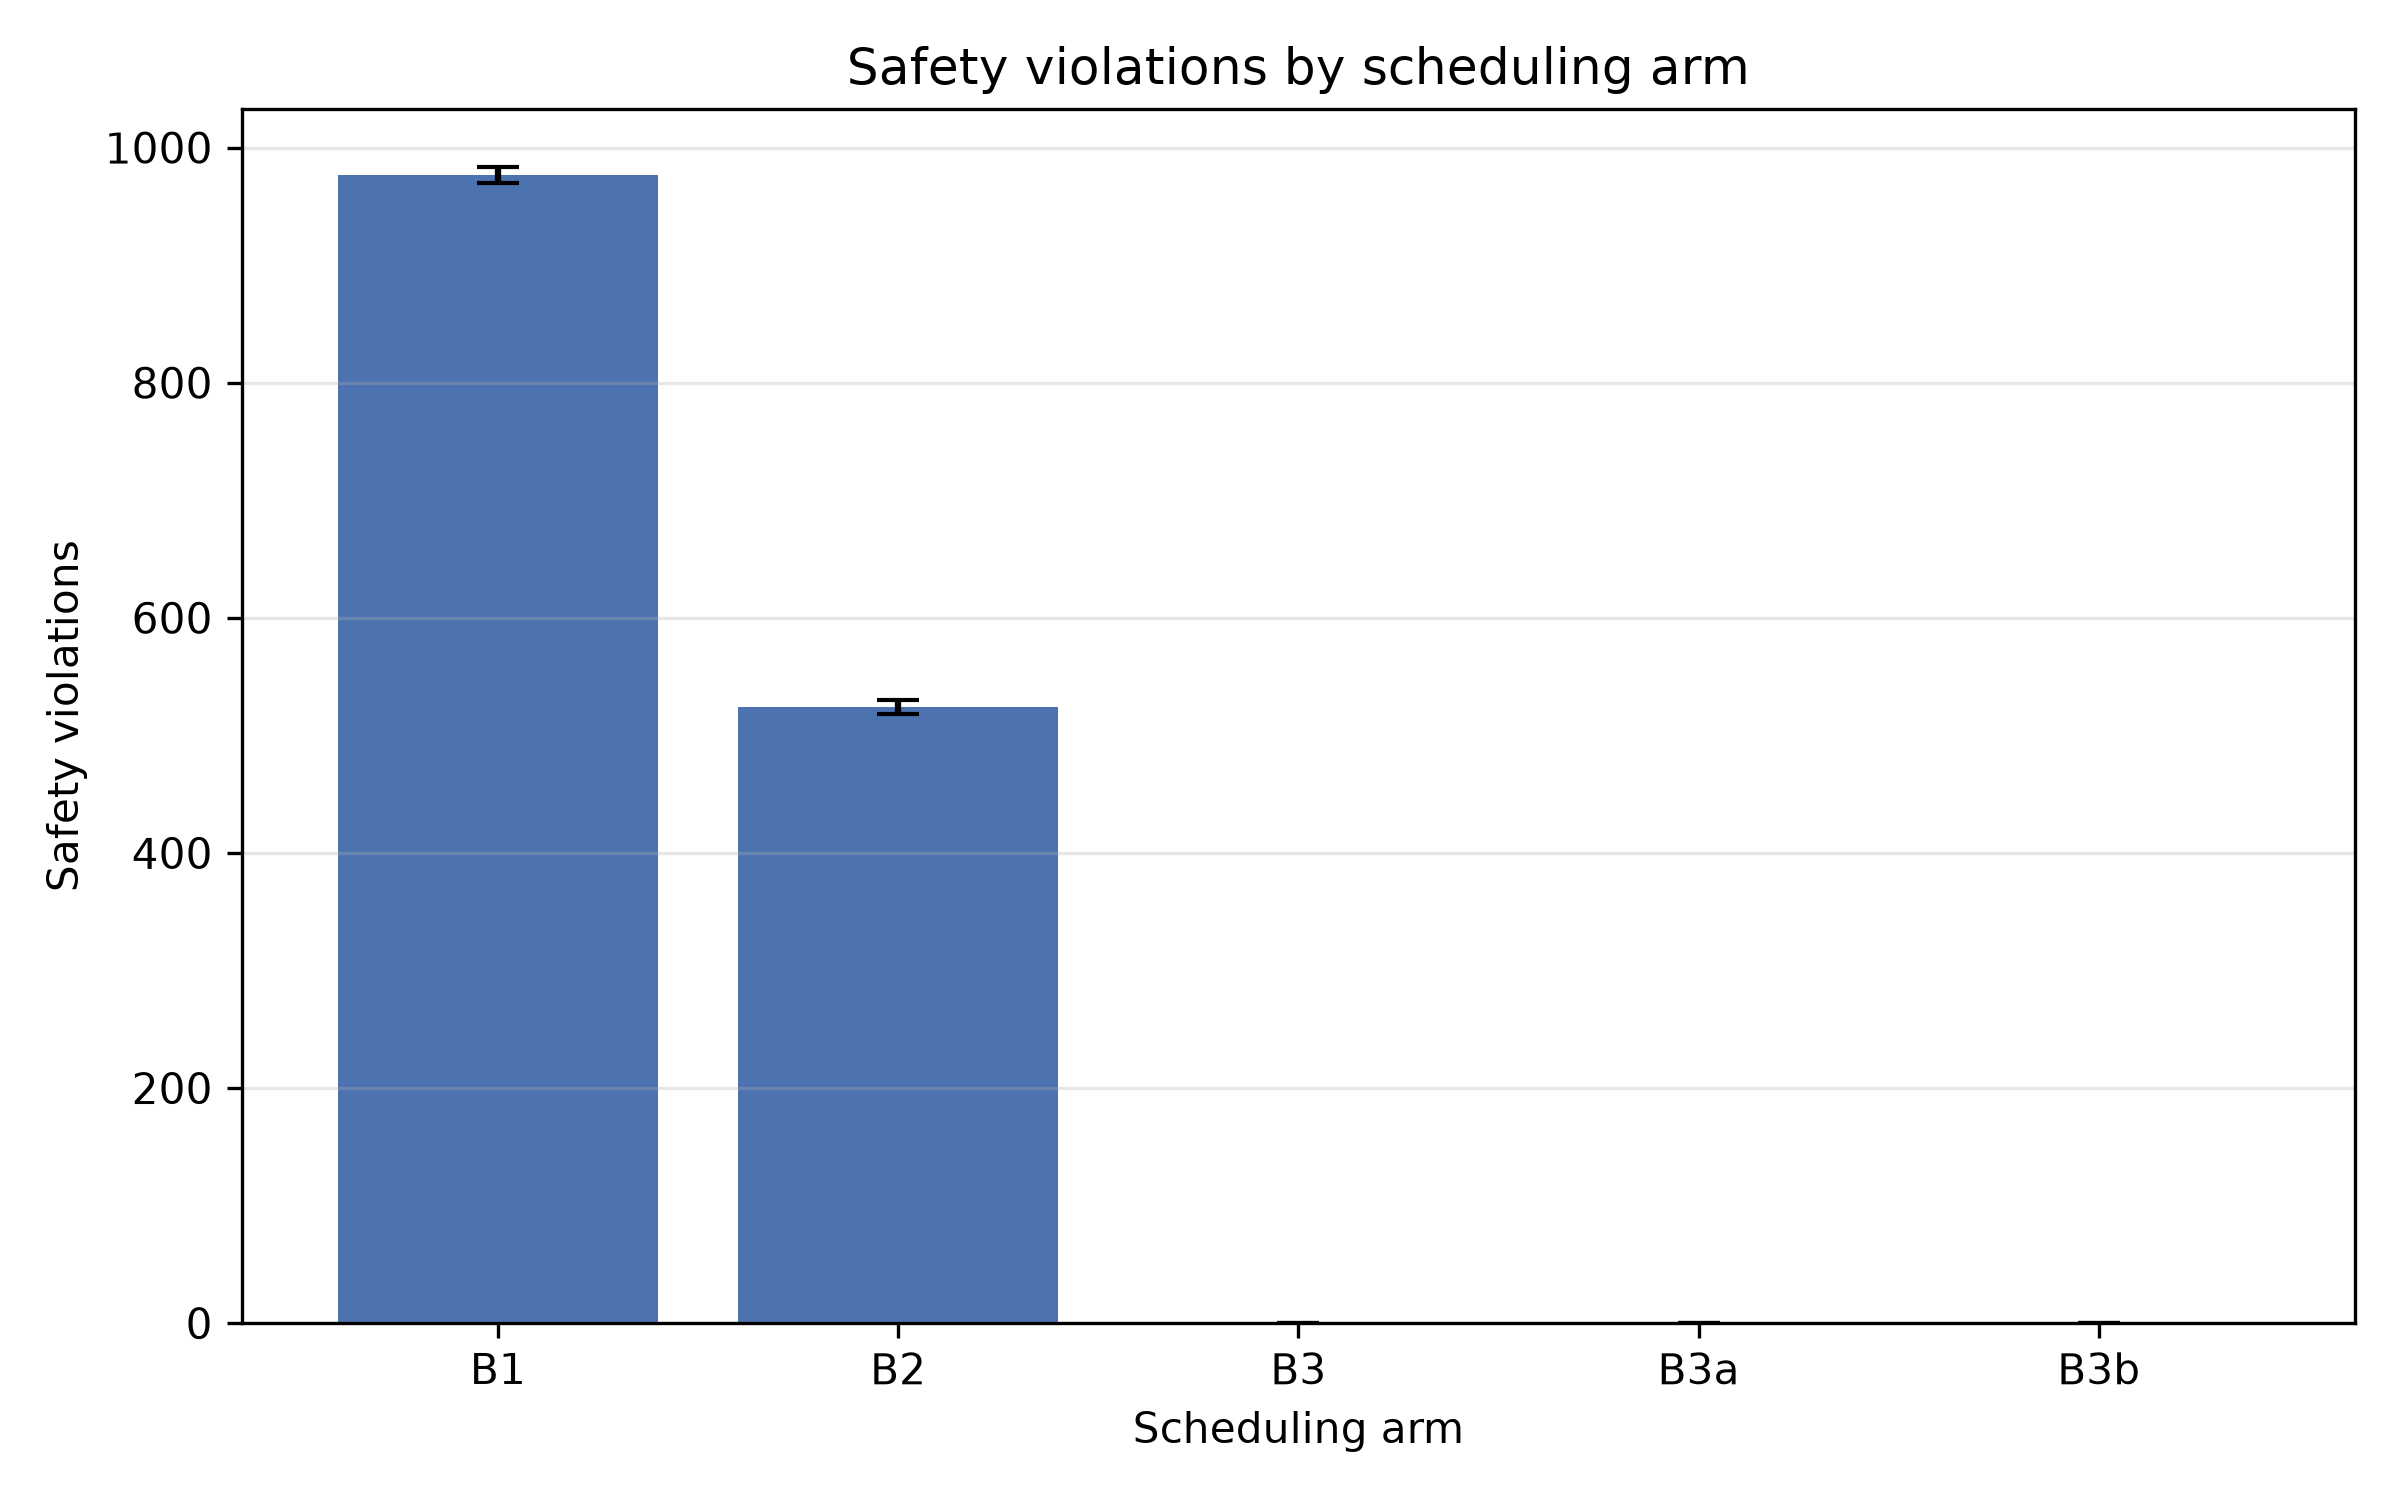 Safety violations by scheduling arm
1000
800
600
400
200
0
Safety violations
B1 B2 B3 B3a B3b
Scheduling arm